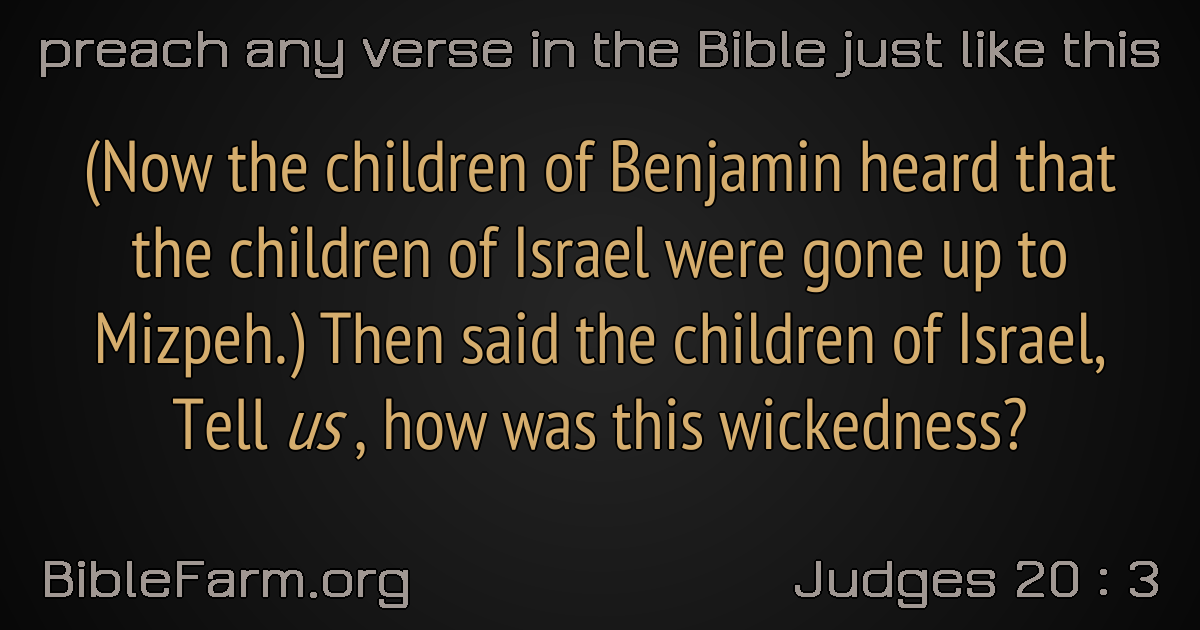 preach any verse in the Bible just like this
(Now the children of Benjamin heard that
the children of Israel were gone up to
Mizpeh.) Then said the children of Israel,
Tell us , how was this wickedness?
BibleFarm.org
Judges 20 : 3